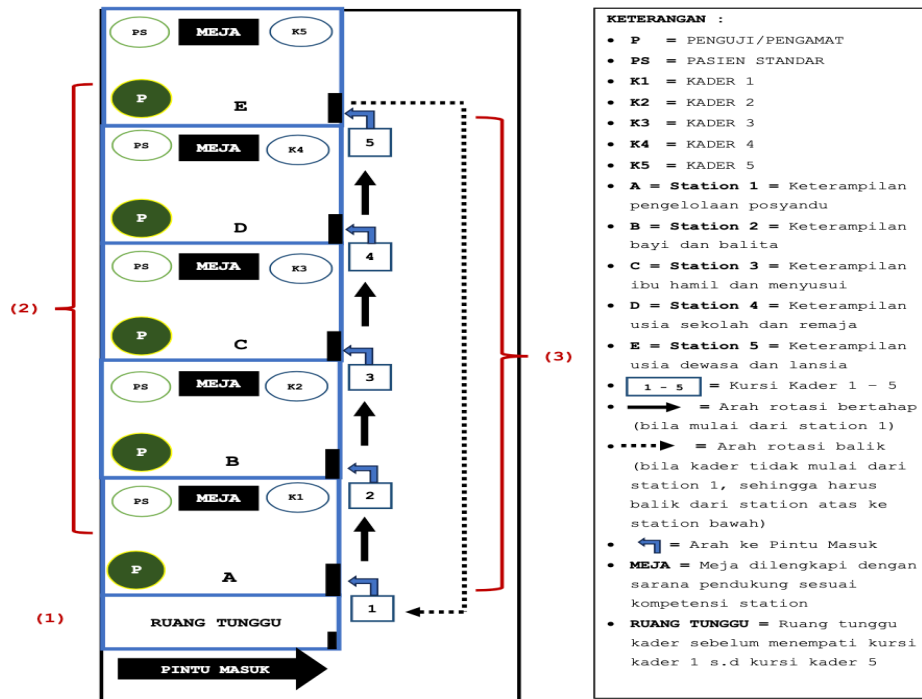 PS MEJA K5
P
E
PS MEJA K4
5
P
D
PS MEJA K3
4
(2)
P
C
(3)
PS MEJA K2
3
P
B
PS MEJA K1
2
P
A
(1)
1
RUANG TUNGGU
PINTU MASUK
KETERANGAN :
• P = PENGUJI/PENGAMAT
• PS = PASIEN STANDAR
• K1 = KADER 1
• K2 = KADER 2
• K3 = KADER 3
• K4 = KADER 4
• K5 = KADER 5
• A = Station 1 = Keterampilan
pengelolaan posyandu
• B = Station 2 = Keterampilan
bayi dan balita
• C = Station 3 = Keterampilan
ibu hamil dan menyusui
• D = Station 4 = Keterampilan
usia sekolah dan remaja
• E = Station 5 = Keterampilan
usia dewasa dan lansia
• 1 – 5 = Kursi Kader 1 – 5
• = Arah rotasi bertahap
(bila mulai dari station 1)
• = Arah rotasi balik
(bila kader tidak mulai dari
station 1, sehingga harus
balik dari station atas ke
station bawah)
• = Arah ke Pintu Masuk
• MEJA = Meja dilengkapi dengan
sarana pendukung sesuai
kompetensi station
• RUANG TUNGGU = Ruang tunggu
kader sebelum menempati kursi
kader 1 s.d kursi kader 5